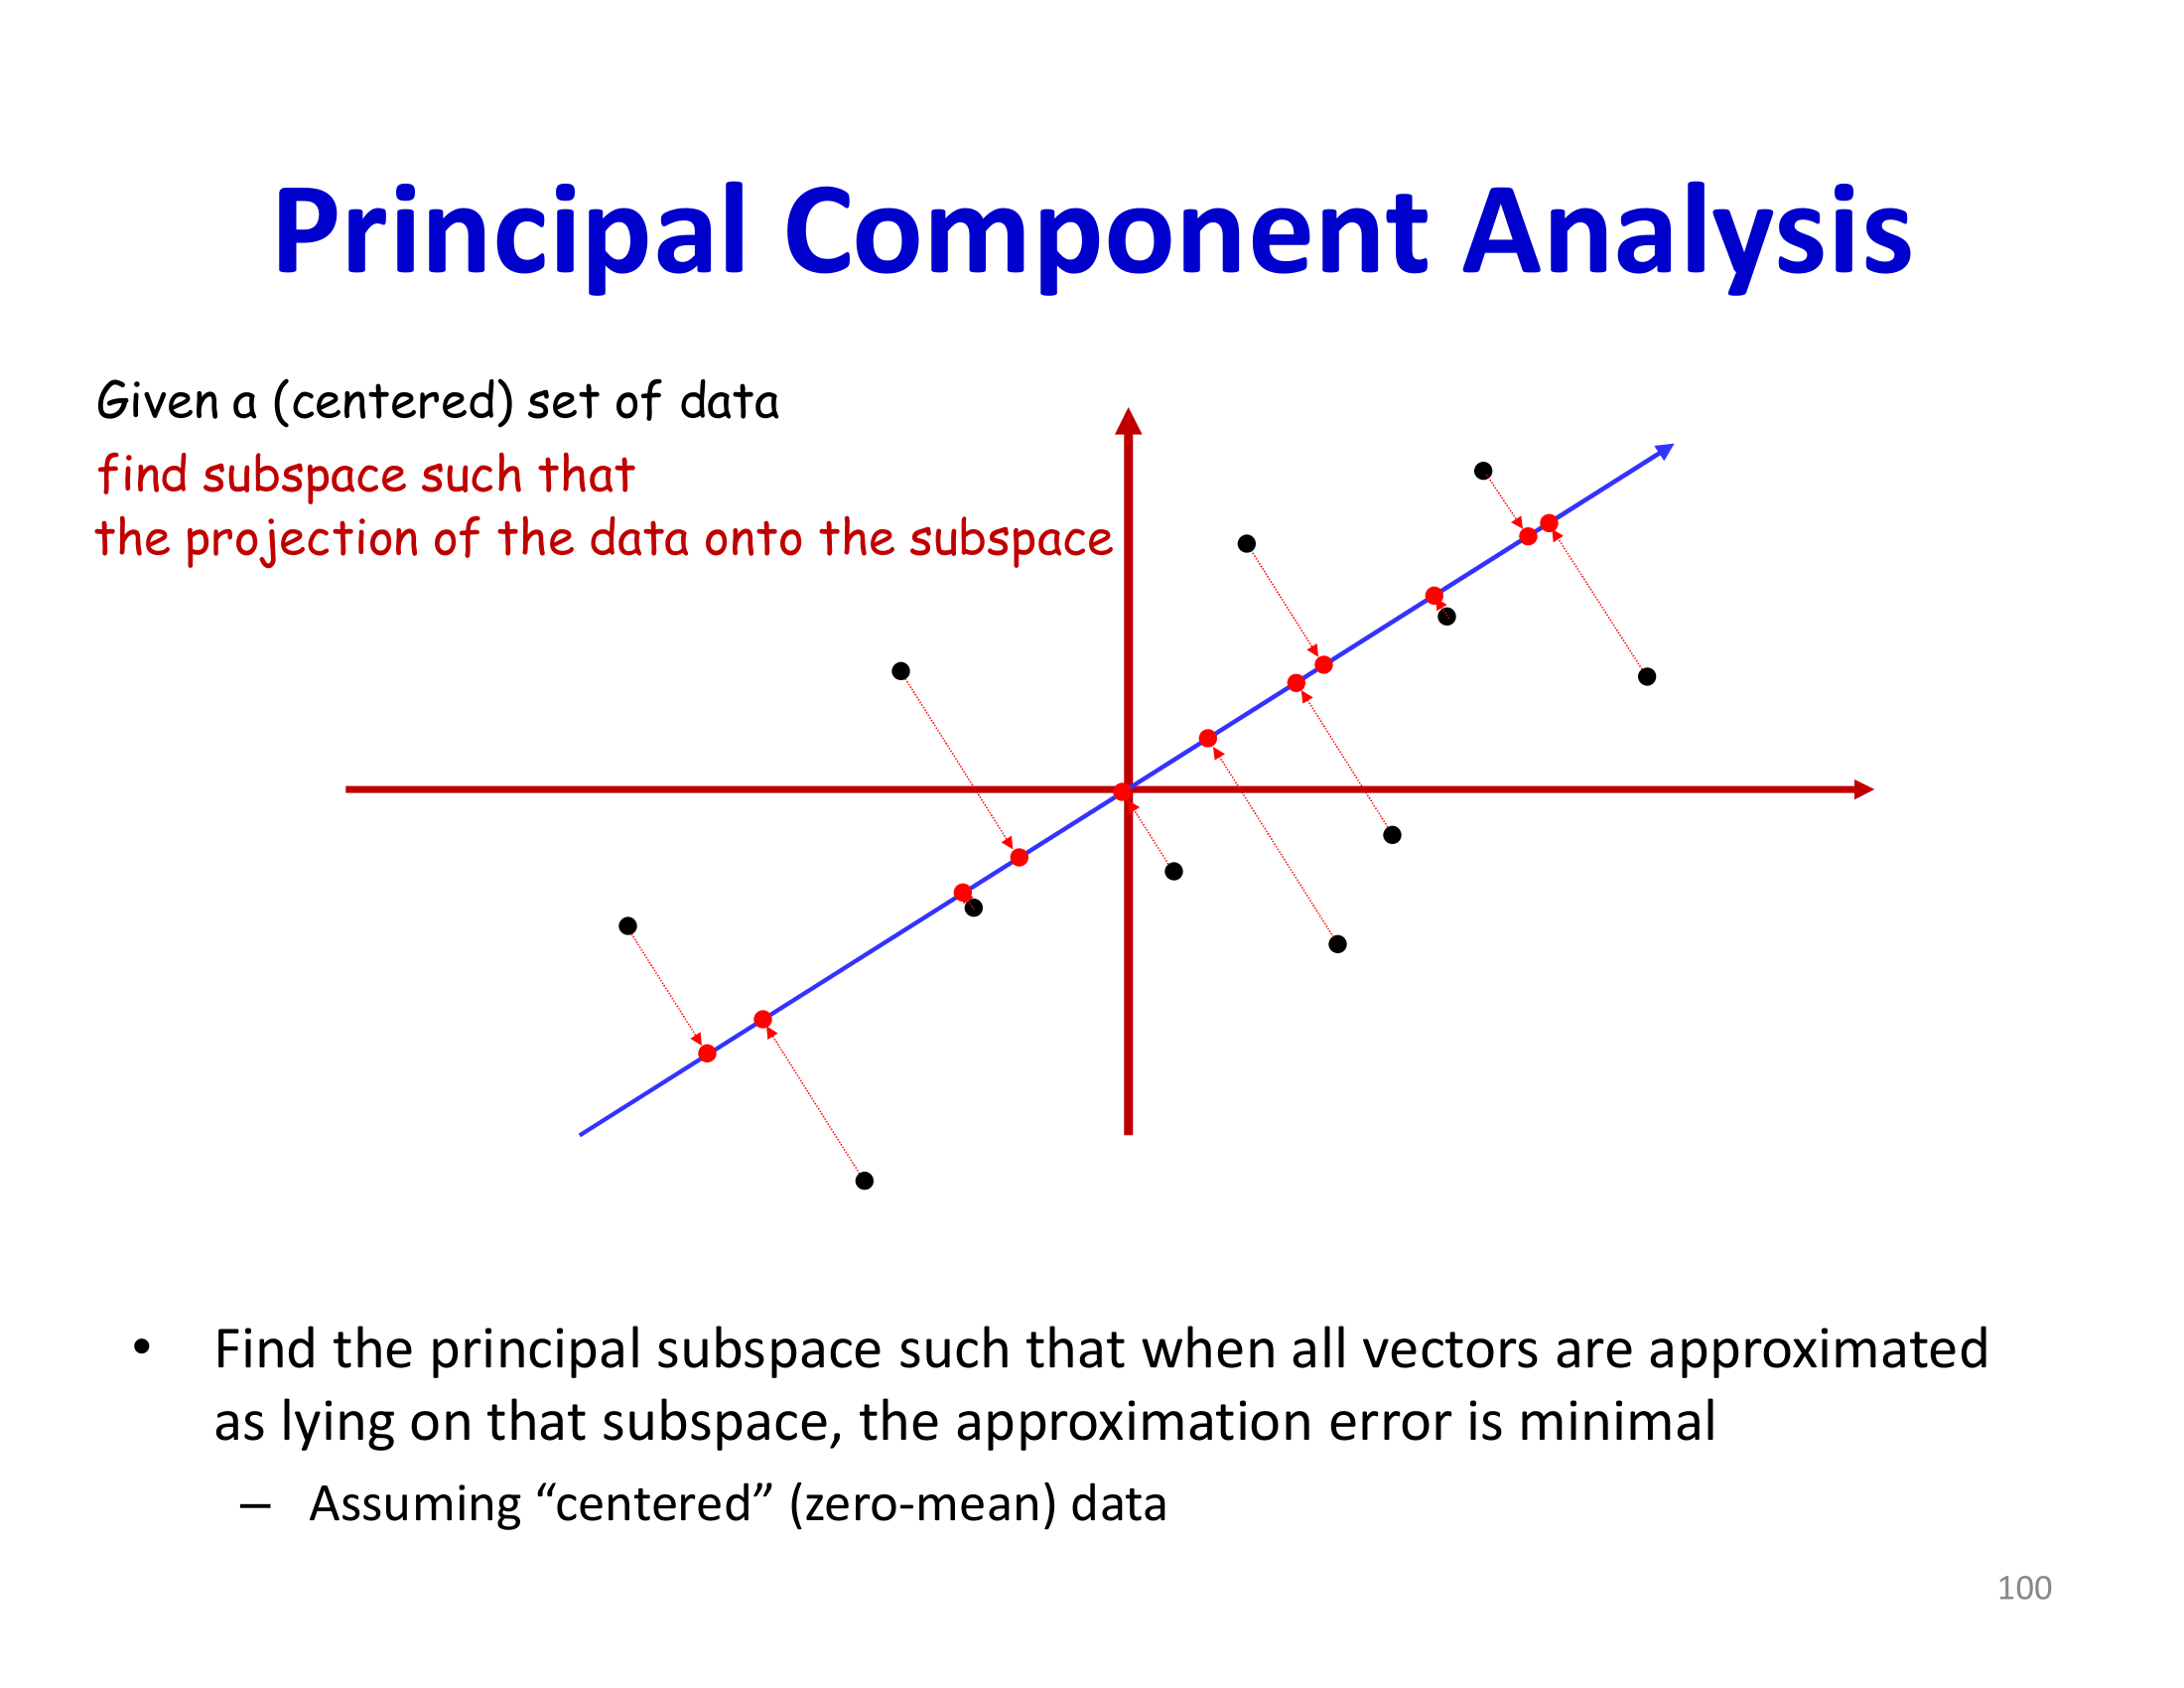 Principal Component Analysis
Given a (centered) set of data
find subspace such that
the projection of the data onto the subspace
• Find the principal subspace such that when all vectors are approximated
as lving on that subspace, the approximation error is minimal
– Assuming “centered” (zero-mean) data
100